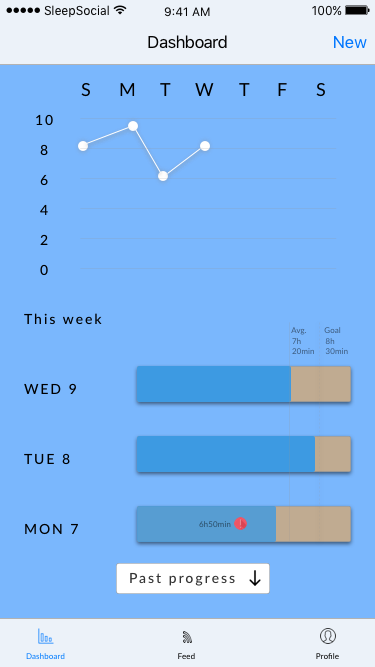 SleepSocial 9:41 AM 100%
Dashboard New
S M T W T F S
10
8
6
4
2
0
This week
Avg. Goal
7h 8h
20min 30min
WED 9
TUE 8
MON 7 6h50min
Past progress ↓
Dashboard Feed Profile